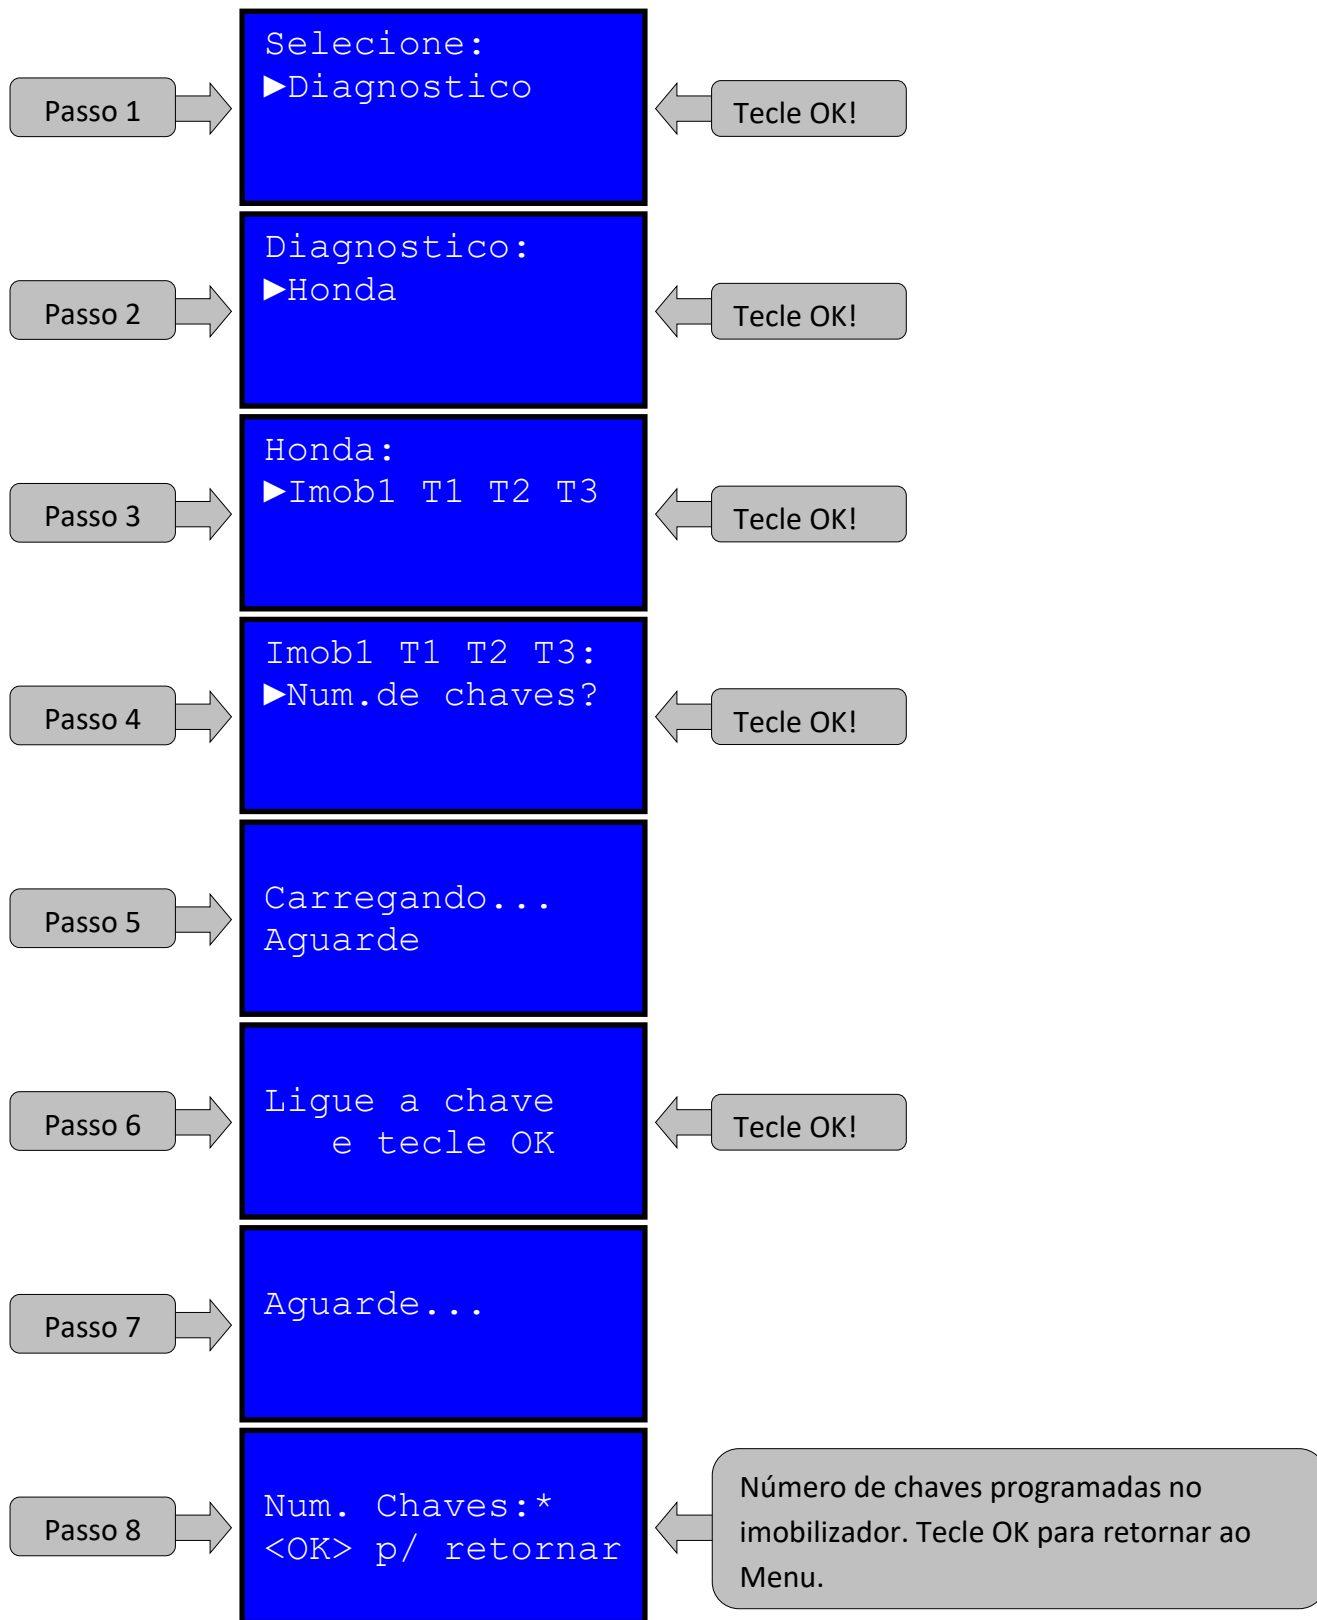 Passo 1
Selecione:
►Diagnostico
Tecle OK!
Passo 2
Diagnostico:
►Honda
Tecle OK!
Passo 3
Honda:
►Imob1 T1 T2 T3
Tecle OK!
Passo 4
Imob1 T1 T2 T3:
►Num.de chaves?
Tecle OK!
Passo 5
Carregando...
Aguarde
Passo 6
Ligue a chave
e tecle OK
Tecle OK!
Passo 7
Aguarde...
Passo 8
Num. Chaves:*
<OK> p/ retornar
Número de chaves programadas no
imobilizador. Tecle OK para retornar ao
Menu.